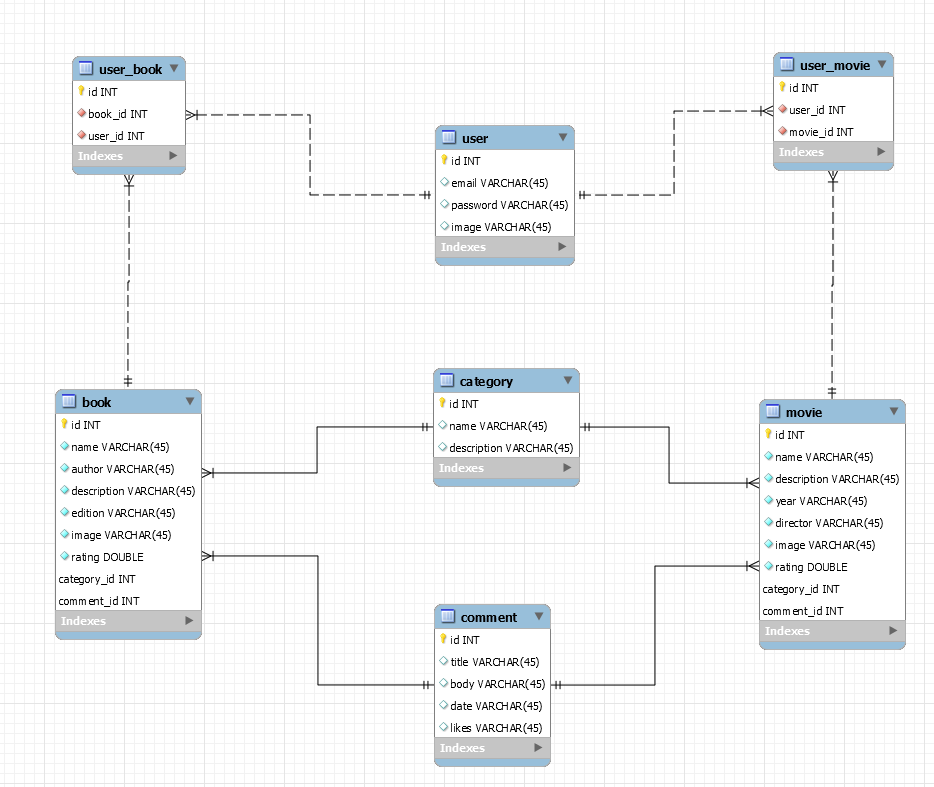 user_book
id INT
book_id INT
user_id INT
Indexes
user
id INT
email VARCHAR(45)
password VARCHAR(45)
image VARCHAR(45)
Indexes
user_movie
id INT
user_id INT
movie_id INT
Indexes
book
id INT
name VARCHAR(45)
author VARCHAR(45)
description VARCHAR(45)
edition VARCHAR(45)
image VARCHAR(45)
rating DOUBLE
category_id INT
comment_id INT
Indexes
category
id INT
name VARCHAR(45)
description VARCHAR(45)
Indexes
movie
id INT
name VARCHAR(45)
description VARCHAR(45)
year VARCHAR(45)
director VARCHAR(45)
image VARCHAR(45)
rating DOUBLE
category_id INT
comment_id INT
Indexes
comment
id INT
title VARCHAR(45)
body VARCHAR(45)
date VARCHAR(45)
likes VARCHAR(45)
Indexes